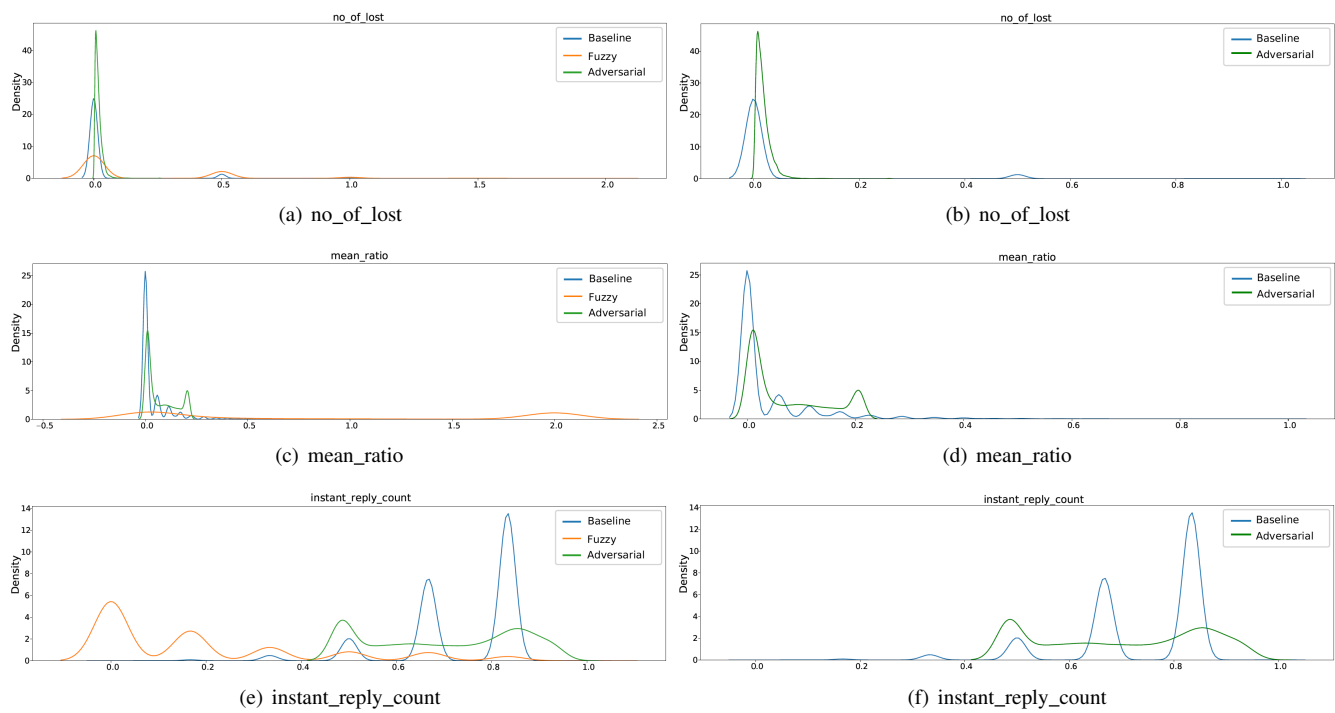 no_of_lost
Density
40
30
20
10
0
0.0 0.5 1.0 1.5 2.0
Baseline
Fuzzy
Adversarial
(a) no_of_lost
no_of_lost
Density
40
30
20
10
0
0.0 0.2 0.4 0.6 0.8 1.0
Baseline
Adversarial
(b) no_of_lost
mean_ratio
Density
25
20
15
10
5
0
−0.5 0.0 0.5 1.0 1.5 2.0 2.5
Baseline
Fuzzy
Adversarial
(c) mean_ratio
mean_ratio
Density
25
20
15
10
5
0
0.0 0.2 0.4 0.6 0.8 1.0
Baseline
Adversarial
(d) mean_ratio
instant_reply_count
Density
14
12
10
8
6
4
2
0
0.0 0.2 0.4 0.6 0.8 1.0
Baseline
Fuzzy
Adversarial
(e) instant_reply_count
instant_reply_count
Density
14
12
10
8
6
4
2
0
0.0 0.2 0.4 0.6 0.8 1.0
Baseline
Adversarial
(f) instant_reply_count